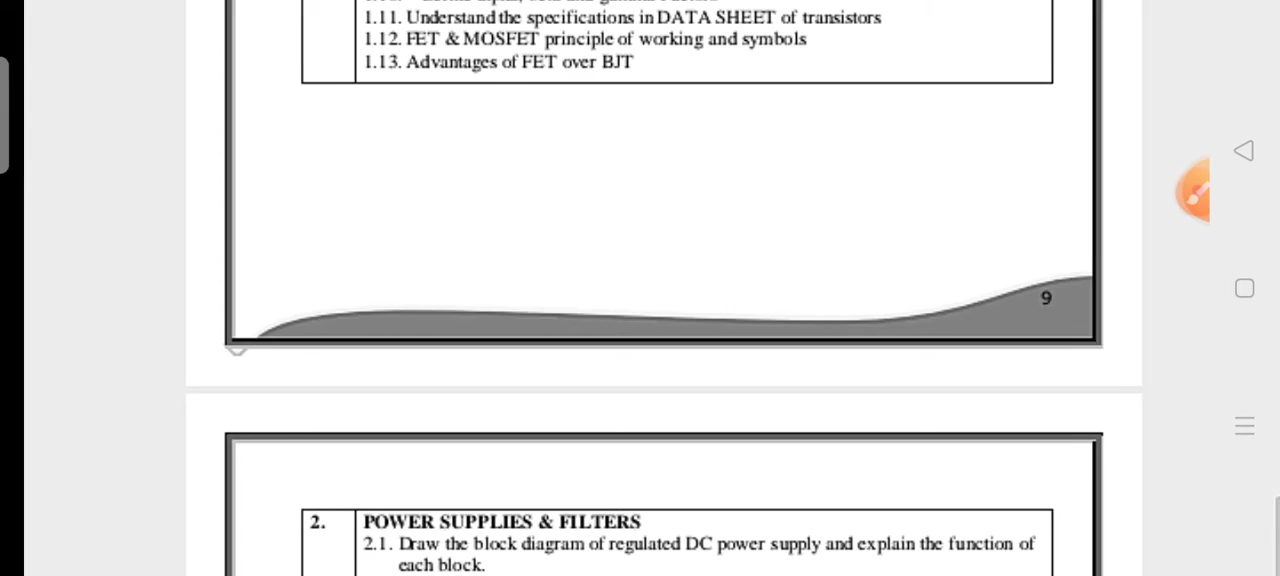 1.11. Understand the specifications in DATA SHEET of transistors
1.12. FET & MOSFET principle of working and symbols
1.13. Advantages of FET over BJT
9
2. POWER SUPPLIES & FILTERS
2.1. Draw the block diagram of regulated DC power supply and explain the function of
each block.